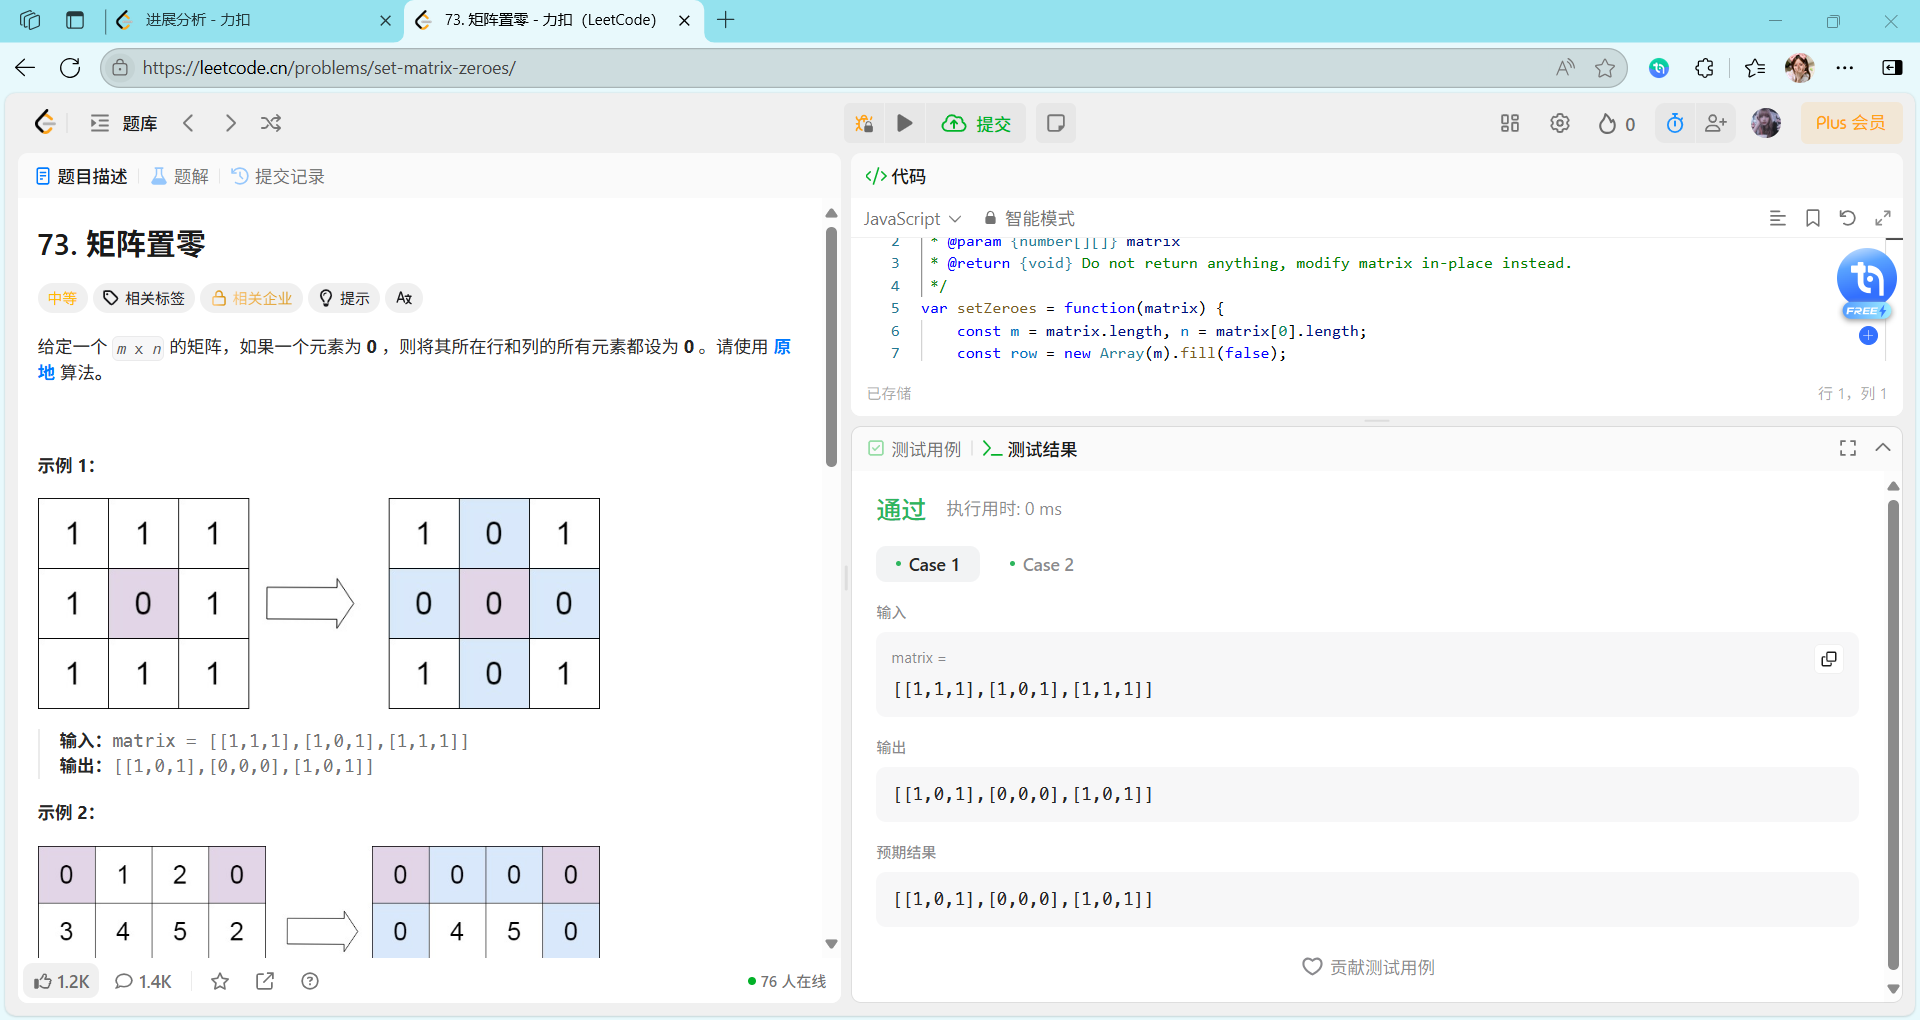 进展分析 - 力扣
73. 矩阵置零 - 力扣（LeetCode）
https://leetcode.cn/problems/set-matrix-zeroes/
题库
提交
0
Plus 会员
题目描述
题解
提交记录
73. 矩阵置零
中等
相关标签
相关企业
提示
给定一个 m x n 的矩阵，如果一个元素为 0 ，则将其所在行和列的所有元素都设为 0 。请使用 原
地 算法。
示例 1：
1 1 1 1 0 1
1 0 1 0 0 0
1 1 1 1 0 1
输入：matrix = [[1,1,1],[1,0,1],[1,1,1]]
输出：[[1,0,1],[0,0,0],[1,0,1]]
示例 2：
0 1 2 0 0 0 0 0
3 4 5 2 0 4 5 0
1.2K
1.4K
76 人在线
代码
JavaScript
智能模式
2 * @param {number[][]} matrix
3 * @return {void} Do not return anything, modify matrix in-place instead.
4 */
5 var setZeroes = function(matrix) {
6 const m = matrix.length, n = matrix[0].length;
7 const row = new Array(m).fill(false);
FREE
已存储
行 1， 列 1
测试用例
测试结果
通过
执行用时: 0 ms
Case 1
Case 2
输入
matrix =
[[1,1,1],[1,0,1],[1,1,1]]
输出
[[1,0,1],[0,0,0],[1,0,1]]
预期结果
[[1,0,1],[0,0,0],[1,0,1]]
贡献测试用例